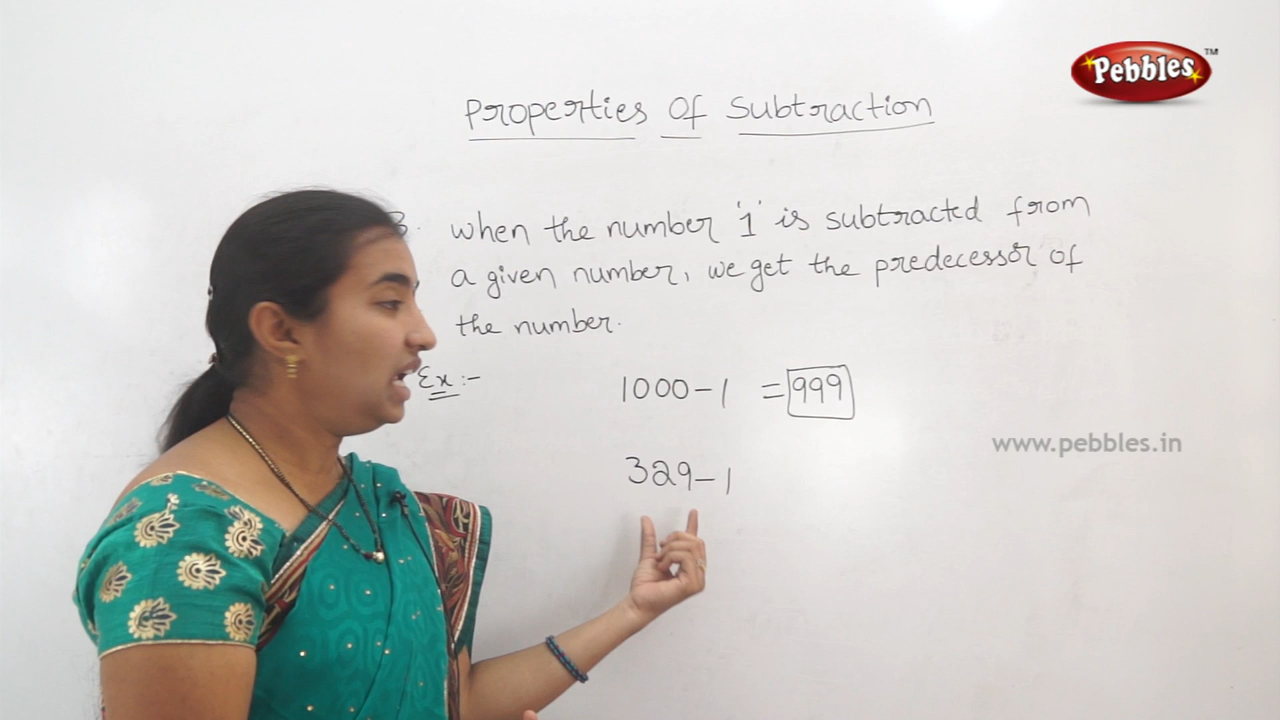 Pebbles™
Properties of Subtraction
3. when the number '1' is subtracted from
a given number, we get the predecessor of
the number.
Ex :- 1000 - 1 = 999
www.pebbles.in
329 - 1